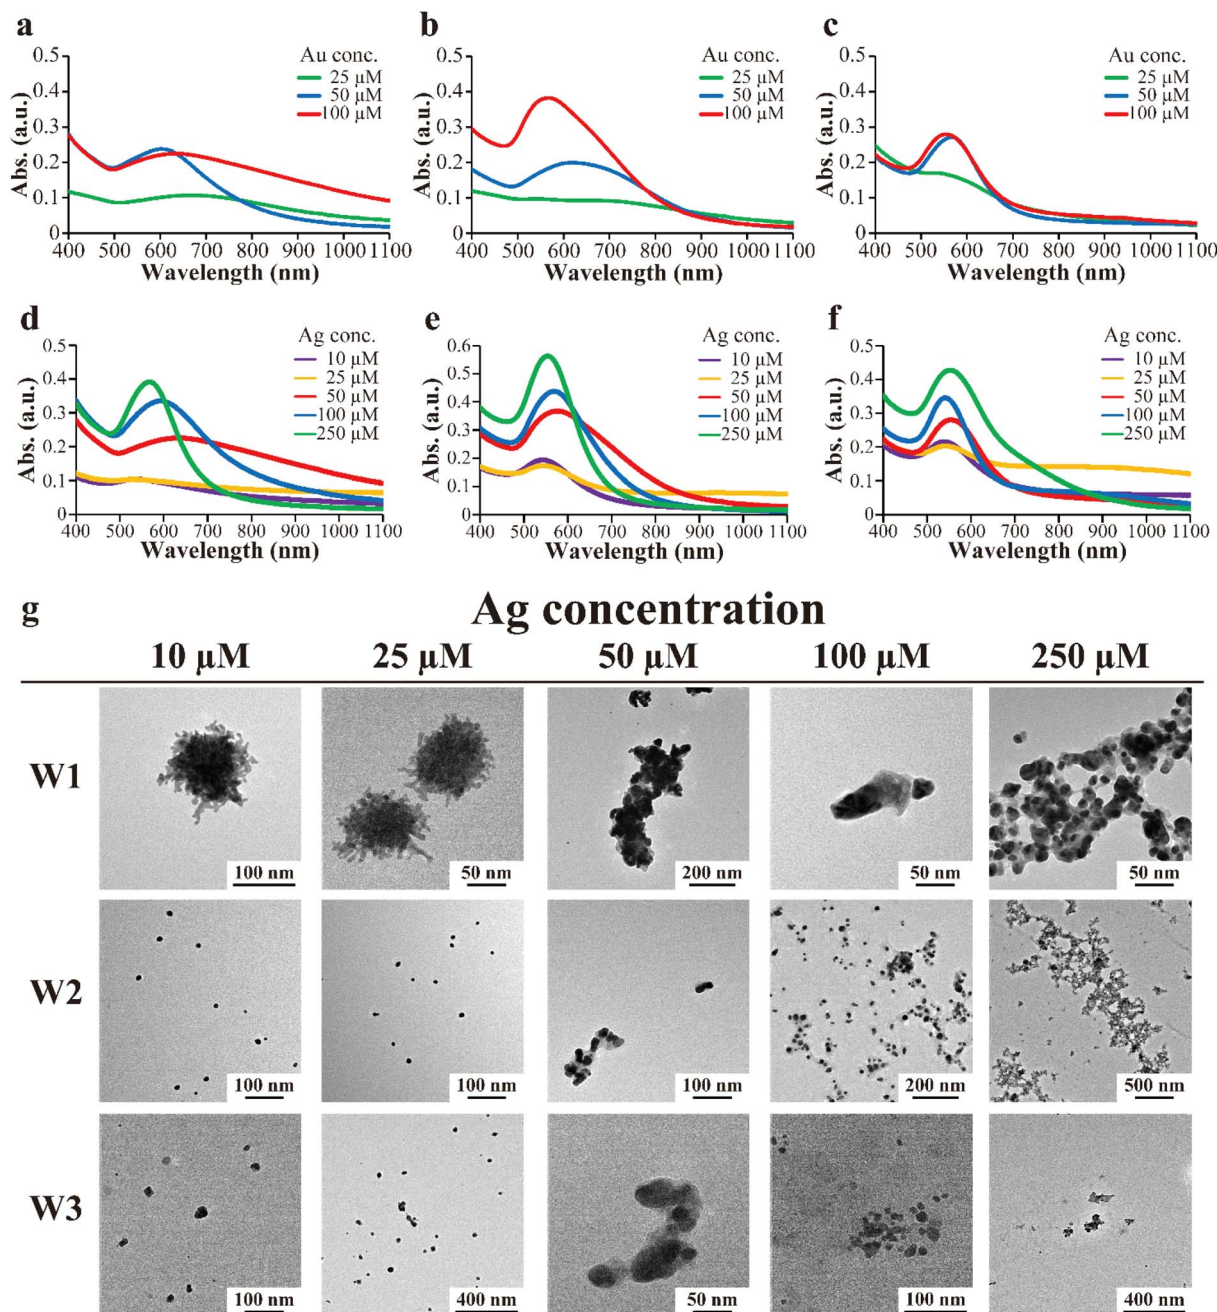 a
Au conc.
25 µM
50 µM
100 µM
Abs. (a.u.)
0.5
0.4
0.3
0.2
0.1
0
400 500 600 700 800 900 1000 1100
Wavelength (nm)
b
Au conc.
25 µM
50 µM
100 µM
Abs. (a.u.)
0.5
0.4
0.3
0.2
0.1
0
400 500 600 700 800 900 1000 1100
Wavelength (nm)
c
Au conc.
25 µM
50 µM
100 µM
Abs. (a.u.)
0.5
0.4
0.3
0.2
0.1
0
400 500 600 700 800 900 1000 1100
Wavelength (nm)
d
Ag conc.
10 µM
25 µM
50 µM
100 µM
250 µM
Abs. (a.u.)
0.5
0.4
0.3
0.2
0.1
0
400 500 600 700 800 900 1000 1100
Wavelength (nm)
e
Ag conc.
10 µM
25 µM
50 µM
100 µM
250 µM
Abs. (a.u.)
0.6
0.5
0.4
0.3
0.2
0.1
0
400 500 600 700 800 900 1000 1100
Wavelength (nm)
f
Ag conc.
10 µM
25 µM
50 µM
100 µM
250 µM
Abs. (a.u.)
0.5
0.4
0.3
0.2
0.1
0
400 500 600 700 800 900 1000 1100
Wavelength (nm)
g
Ag concentration
10 µM 25 µM 50 µM 100 µM 250 µM
W1
100 nm 50 nm 200 nm 50 nm 50 nm
W2
100 nm 100 nm 100 nm 200 nm 500 nm
W3
100 nm 400 nm 50 nm 100 nm 400 nm